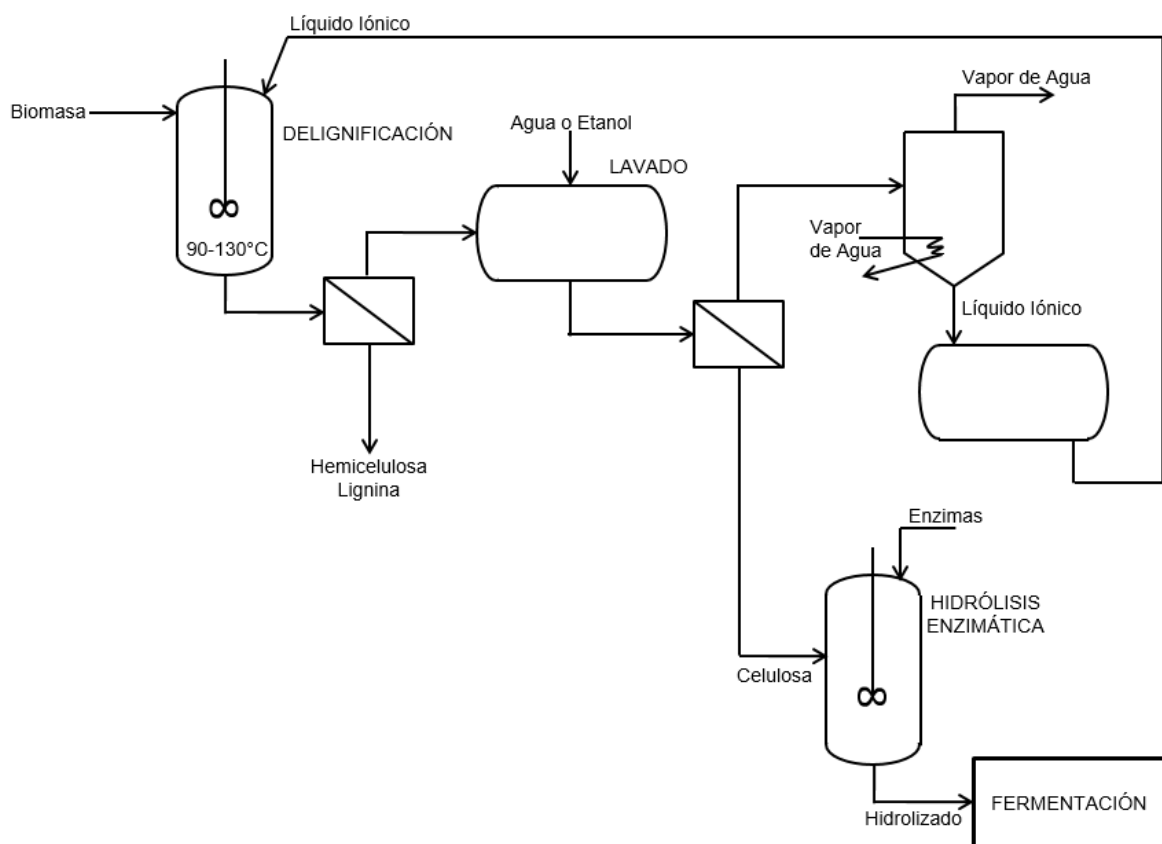 Líquido Iónico
Vapor de Agua
Biomasa
DELIGNIFICACIÓN
Agua o Etanol
LAVADO
90-130°C
Vapor
de Agua
Líquido Iónico
Hemicelulosa
Lignina
Enzimas
HIDRÓLISIS
ENZIMÁTICA
Celulosa
Hidrolizado
FERMENTACIÓN